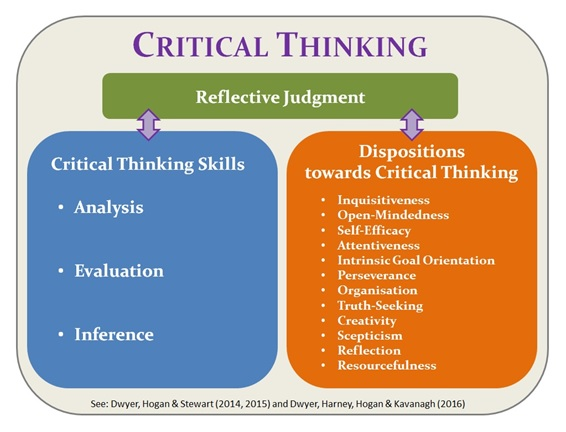 CRITICAL THINKING
Reflective Judgment
Critical Thinking Skills
• Analysis
• Evaluation
• Inference
Dispositions
towards Critical Thinking
• Inquisitiveness
• Open-Mindedness
• Self-Efficacy
• Attentiveness
• Intrinsic Goal Orientation
• Perseverance
• Organisation
• Truth-Seeking
• Creativity
• Scepticism
• Reflection
• Resourcefulness
See: Dwyer, Hogan & Stewart (2014, 2015) and Dwyer, Harney, Hogan & Kavanagh (2016)